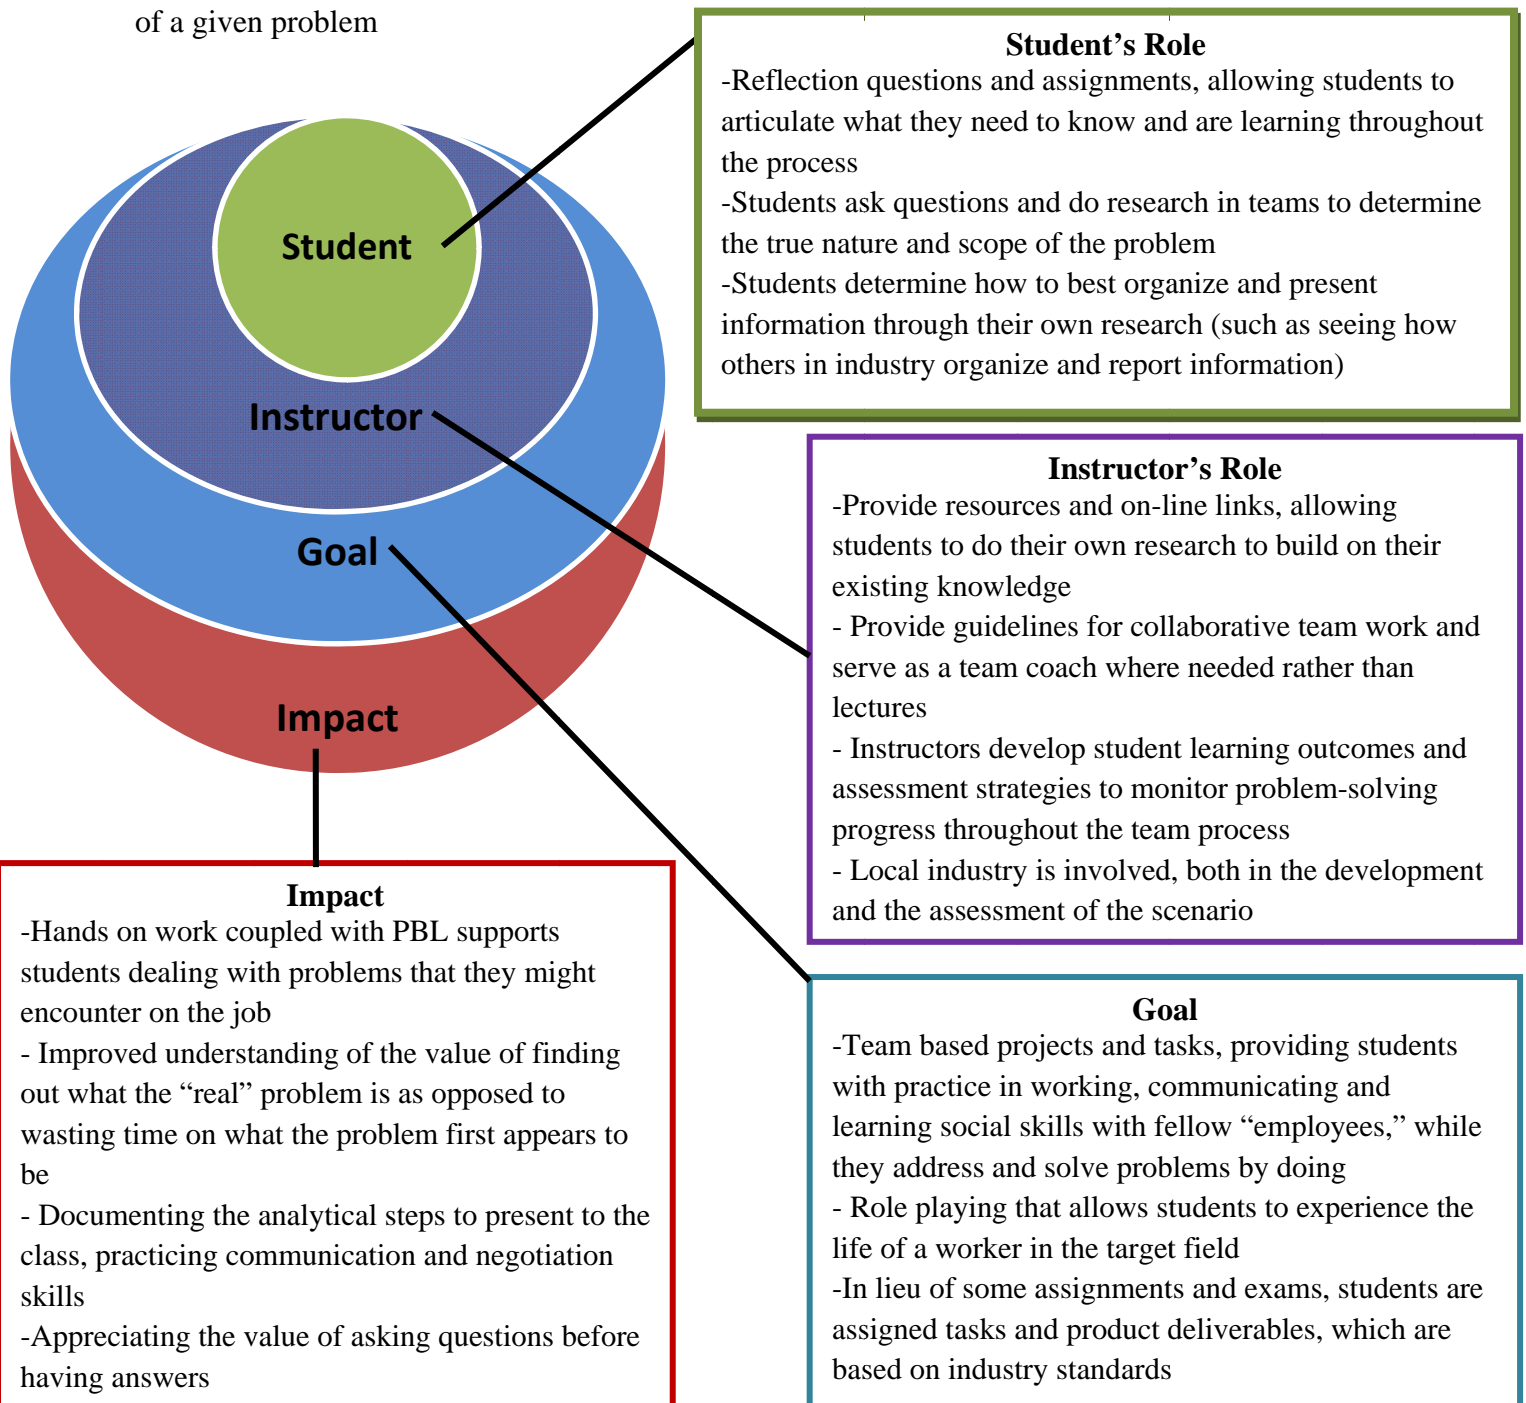 of a given problem
Student's Role
-Reflection questions and assignments, allowing students to
articulate what they need to know and are learning throughout
the process
-Students ask questions and do research in teams to determine
the true nature and scope of the problem
-Students determine how to best organize and present
information through their own research (such as seeing how
others in industry organize and report information)
Student
Instructor
Goal
Impact
Instructor's Role
-Provide resources and on-line links, allowing
students to do their own research to build on their
existing knowledge
- Provide guidelines for collaborative team work and
serve as a team coach where needed rather than
lectures
- Instructors develop student learning outcomes and
assessment strategies to monitor problem-solving
progress throughout the team process
- Local industry is involved, both in the development
and the assessment of the scenario
Impact
-Hands on work coupled with PBL supports
students dealing with problems that they might
encounter on the job
- Improved understanding of the value of finding
out what the “real” problem is as opposed to
wasting time on what the problem first appears to
be
- Documenting the analytical steps to present to the
class, practicing communication and negotiation
skills
-Appreciating the value of asking questions before
having answers
Goal
-Team based projects and tasks, providing students
with practice in working, communicating and
learning social skills with fellow “employees,” while
they address and solve problems by doing
- Role playing that allows students to experience the
life of a worker in the target field
-In lieu of some assignments and exams, students are
assigned tasks and product deliverables, which are
based on industry standards